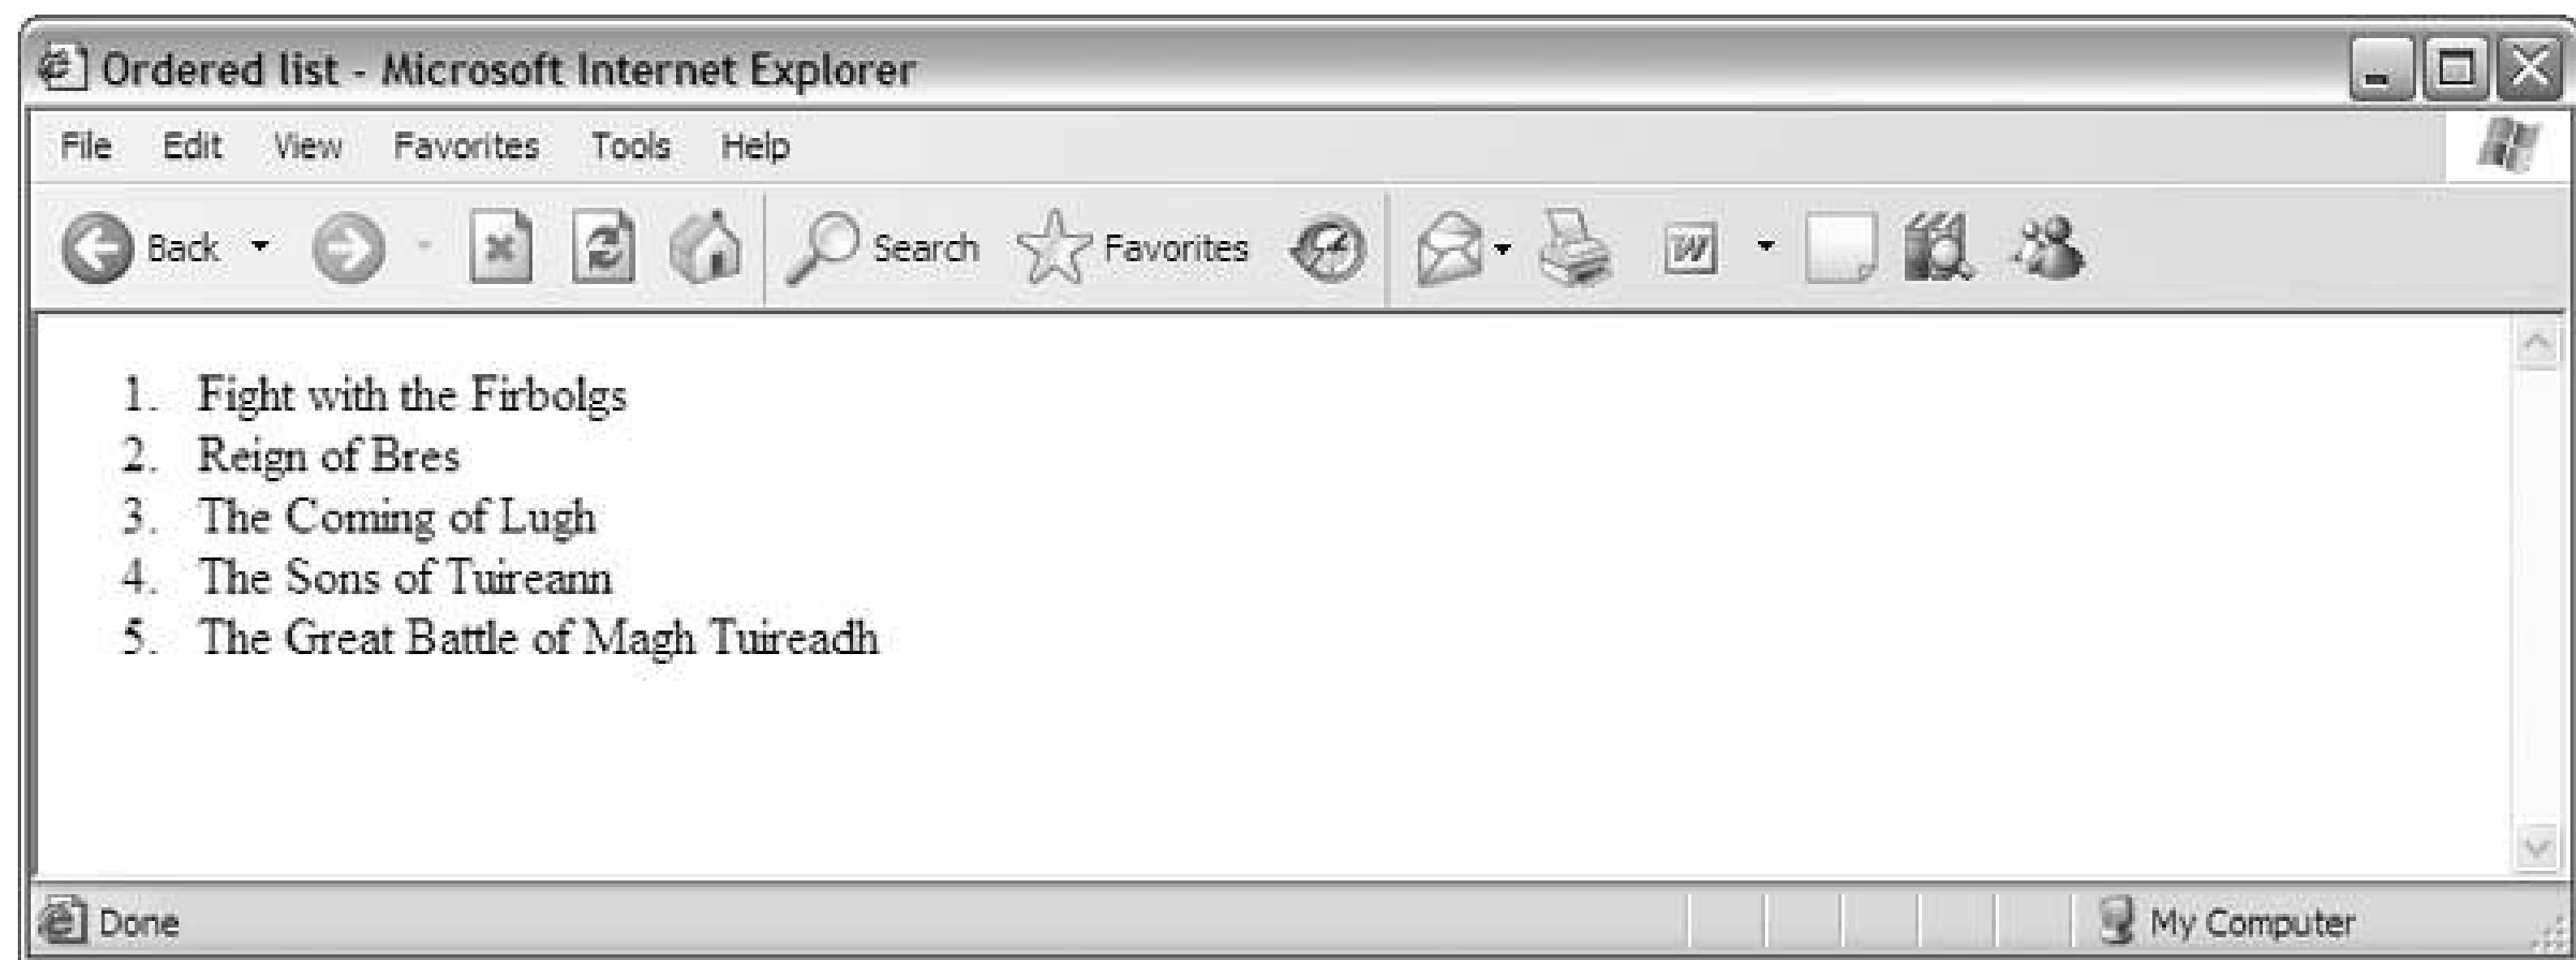 Ordered list - Microsoft Internet Explorer
File Edit View Favorites Tools Help
Back Search Favorites W
1. Fight with the Firbolgs
2. Reign of Bres
3. The Coming of Lugh
4. The Sons of Tuireann
5. The Great Battle of Magh Tuireadh
Done My Computer